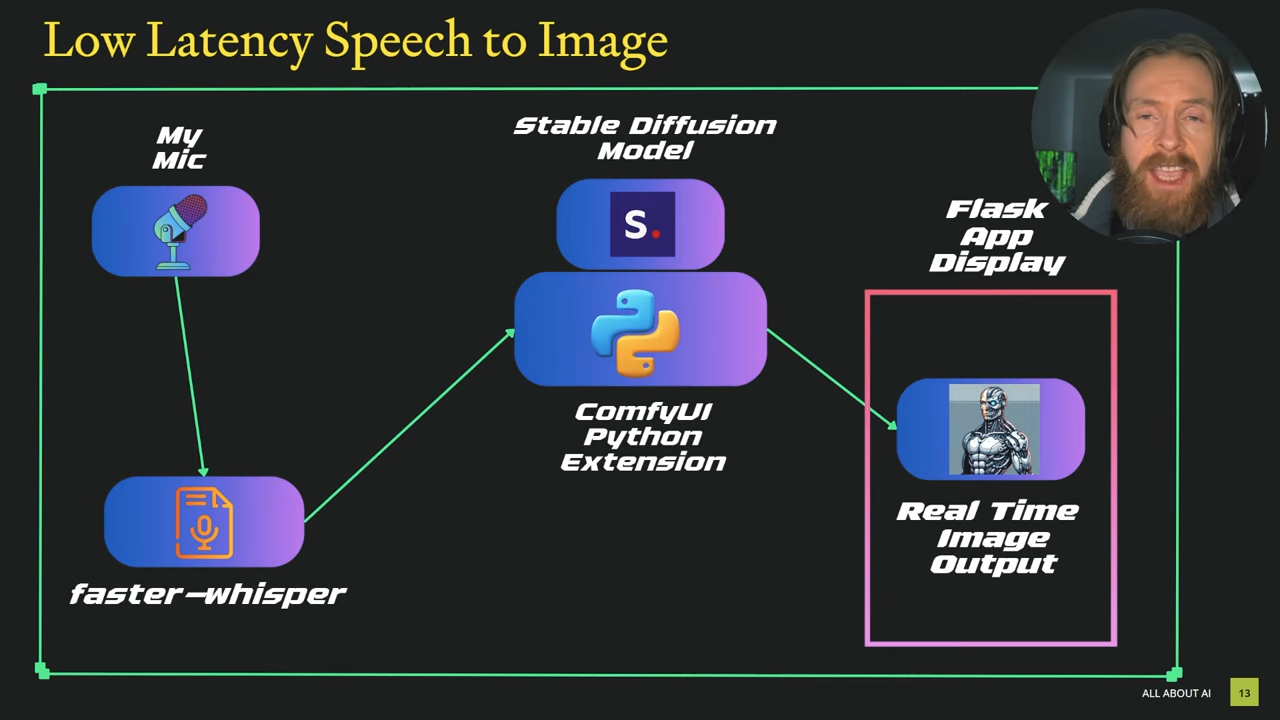 Low Latency Speech to Image
My
Mic
Stable Diffusion
Model
S.
Flask
App
Display
ComfyUI
Python
Extension
Real Time
Image
Output
faster-whisper
ALL ABOUT AI
13